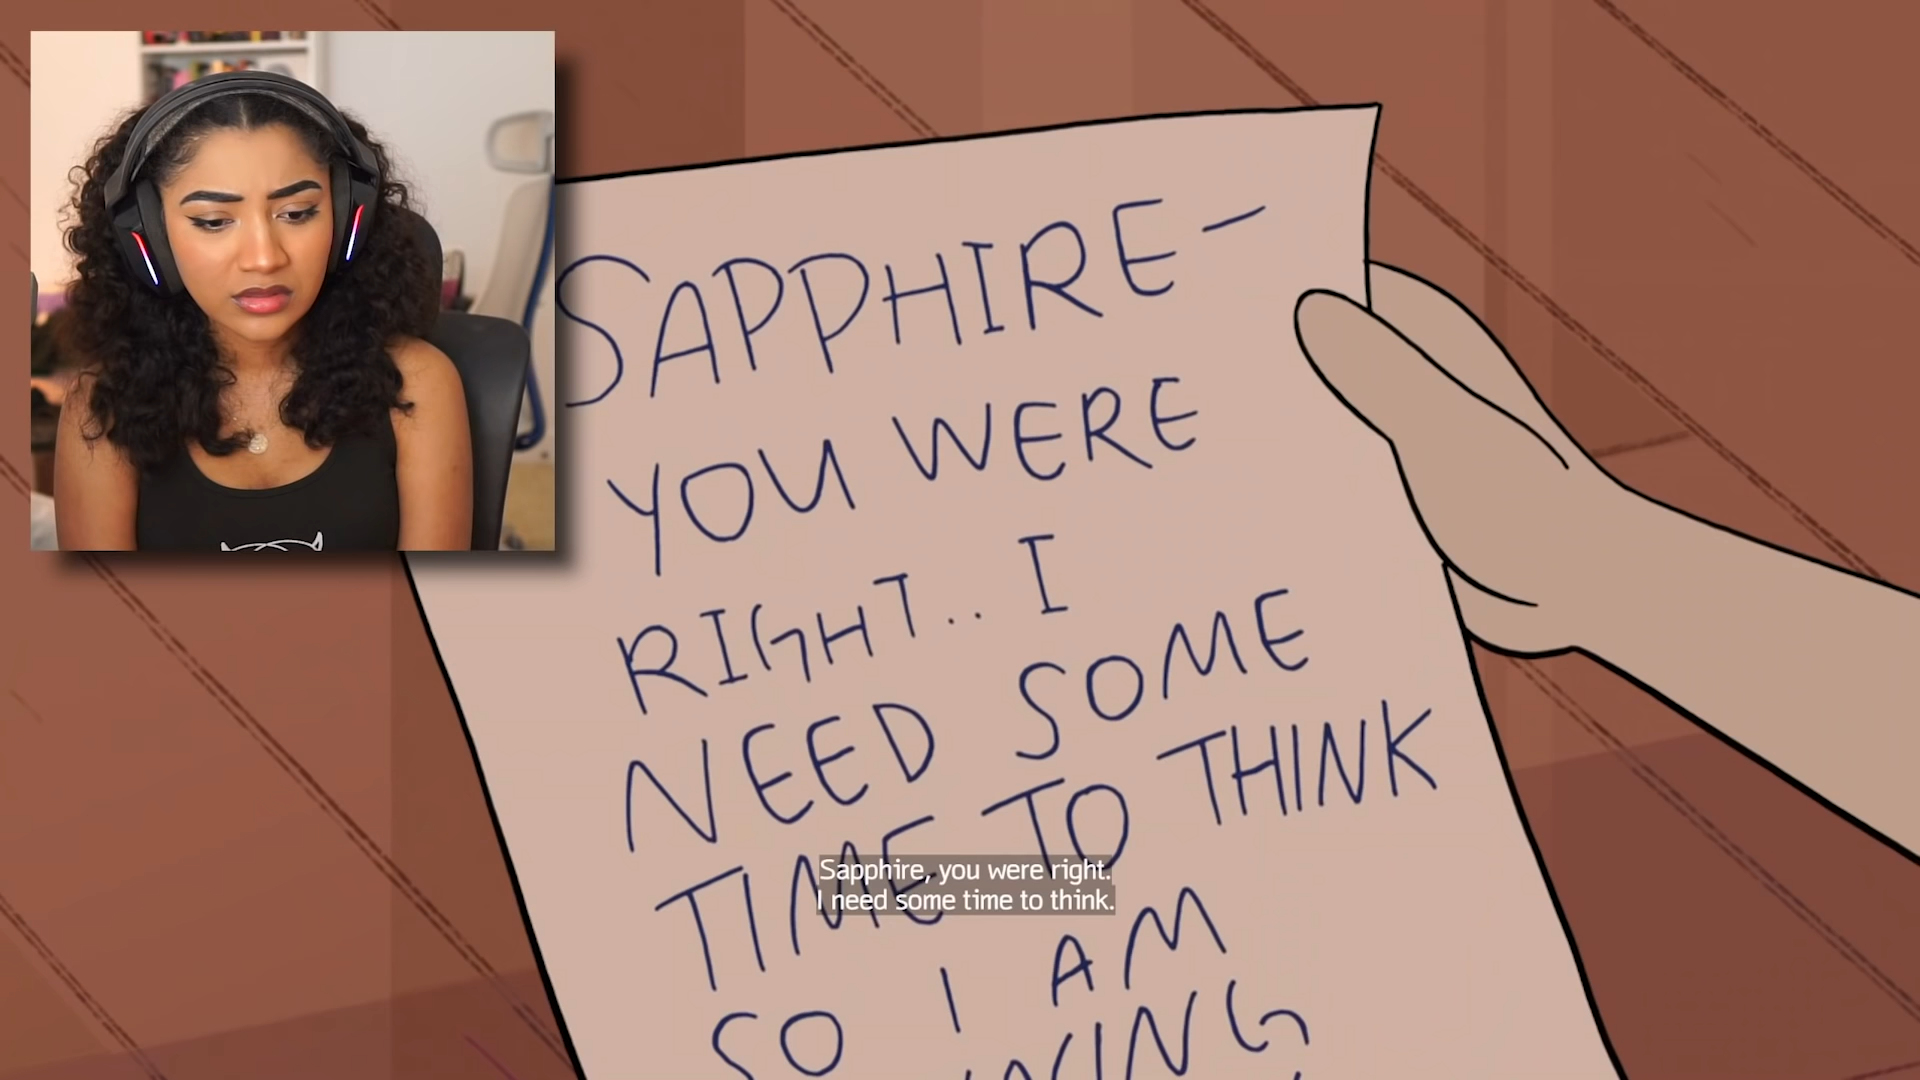 SAPPHIRE-
YOU WERE
RIGHT.. I
NEED SOME
TIME TO THINK
SO I AM
Sapphire, you were right.
I need some time to think.